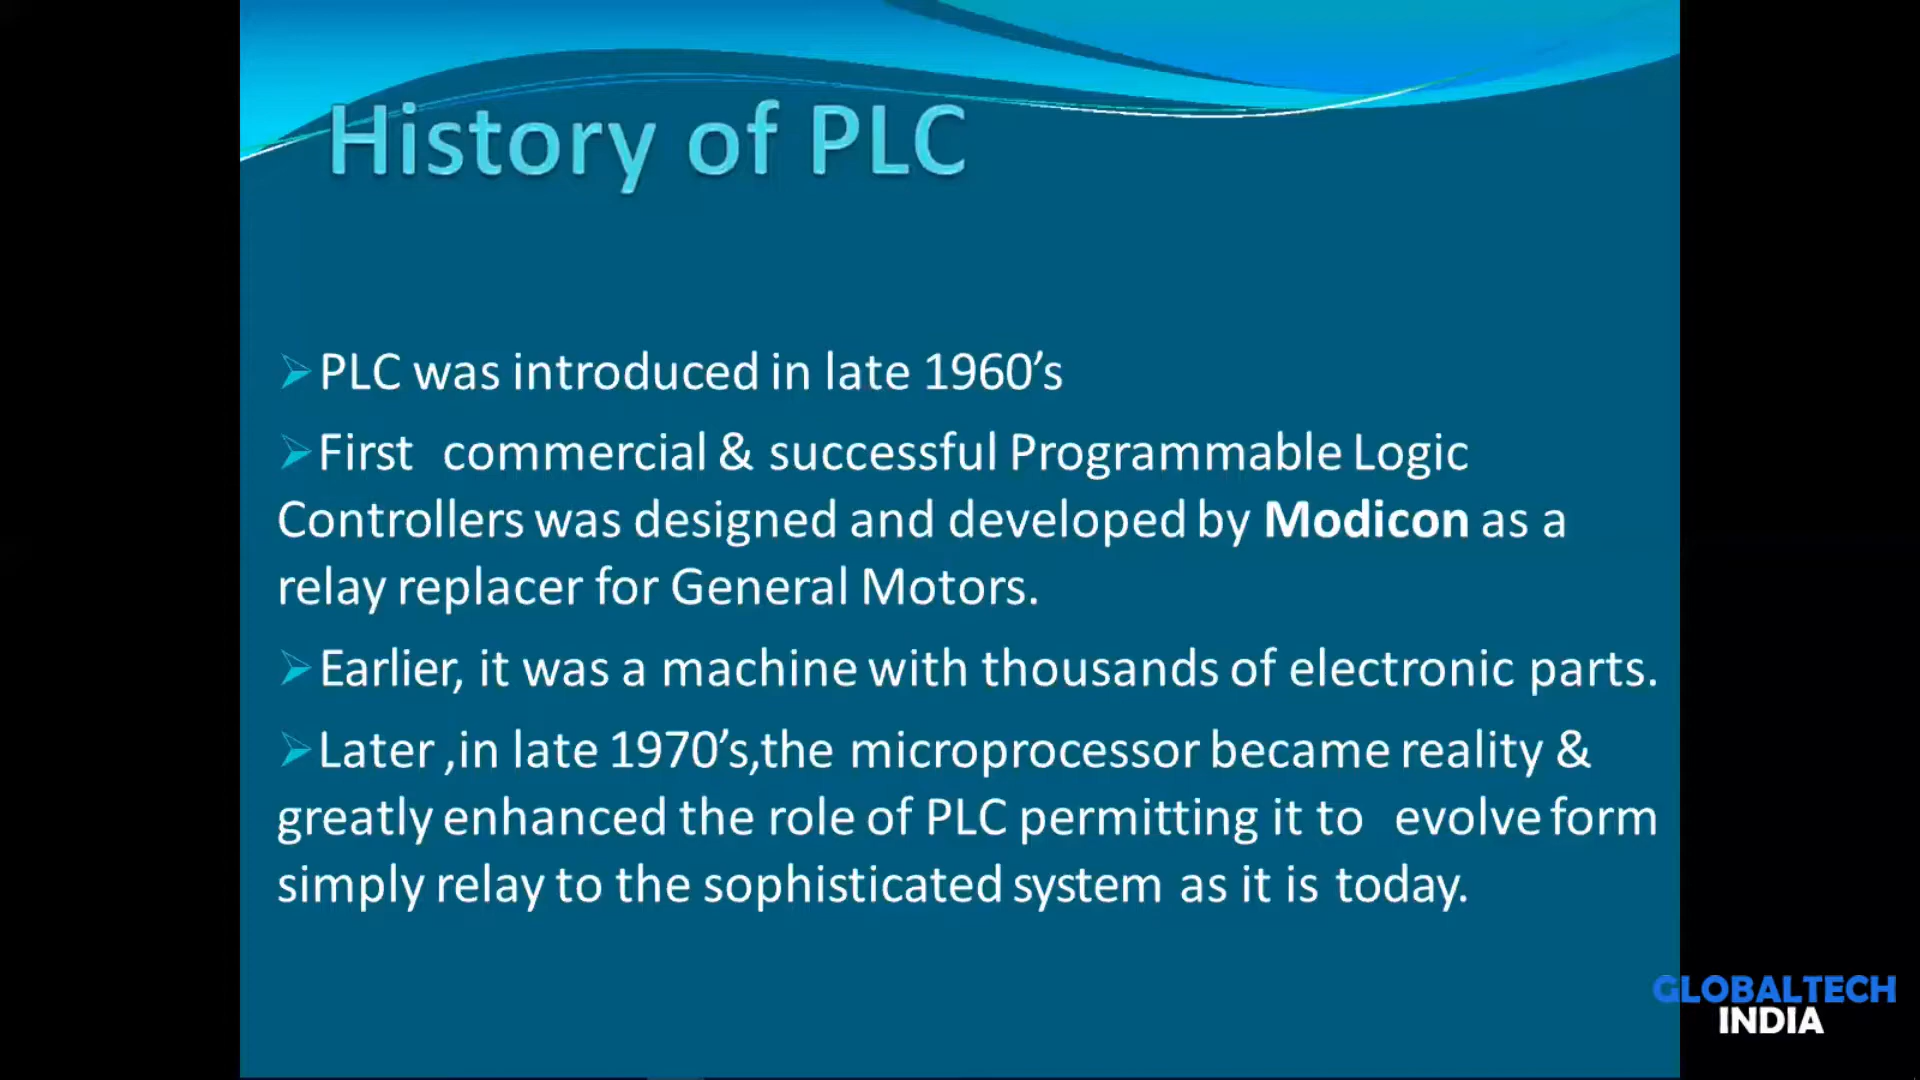 History of PLC
➢PLC was introduced in late 1960’s
➢First commercial & successful Programmable Logic
Controllers was designed and developed by Modicon as a
relay replacer for General Motors.
➢Earlier, it was a machine with thousands of electronic parts.
➢Later ,in late 1970’s,the microprocessor became reality &
greatly enhanced the role of PLC permitting it to evolve form
simply relay to the sophisticated system as it is today.
GLOBALTECH
INDIA